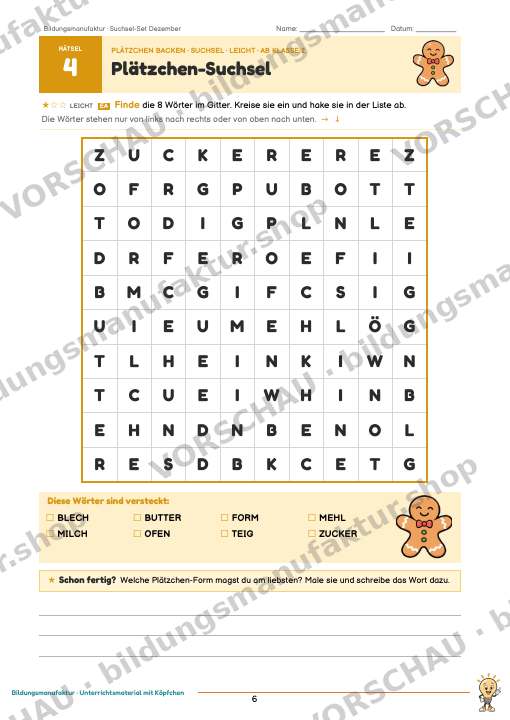 Bildungsmanufaktur · Suchsel-Set Dezember Name: Datum:
RÄTSEL
4
PLÄTZCHEN BACKEN · SUCHSEL · LEICHT · AB KLASSE 2
Plätzchen-Suchsel
★☆☆ LEICHT EA Finde die 8 Wörter im Gitter. Kreise sie ein und hake sie in der Liste ab.
Die Wörter stehen nur von links nach rechts oder von oben nach unten. → ↓
Z U C K E R E R E Z
O F R G P U B O T T
T O D I G P L N L E
D R F E R O E F I I
B M C G I F C S I G
U I E U M E H L Ö G
T L H E I N K I W N
T C U E I W H I N B
E H N D N B E N O L
R E S D B K C E T G
Diese Wörter sind versteckt:
BLECH BUTTER FORM MEHL
MILCH OFEN TEIG ZUCKER
★ Schon fertig? Welche Plätzchen-Form magst du am liebsten? Male sie und schreibe das Wort dazu.
Bildungsmanufaktur · Unterrichtsmaterial mit Köpfchen
6
VORSCHAU · bildungsmanufaktur.shop